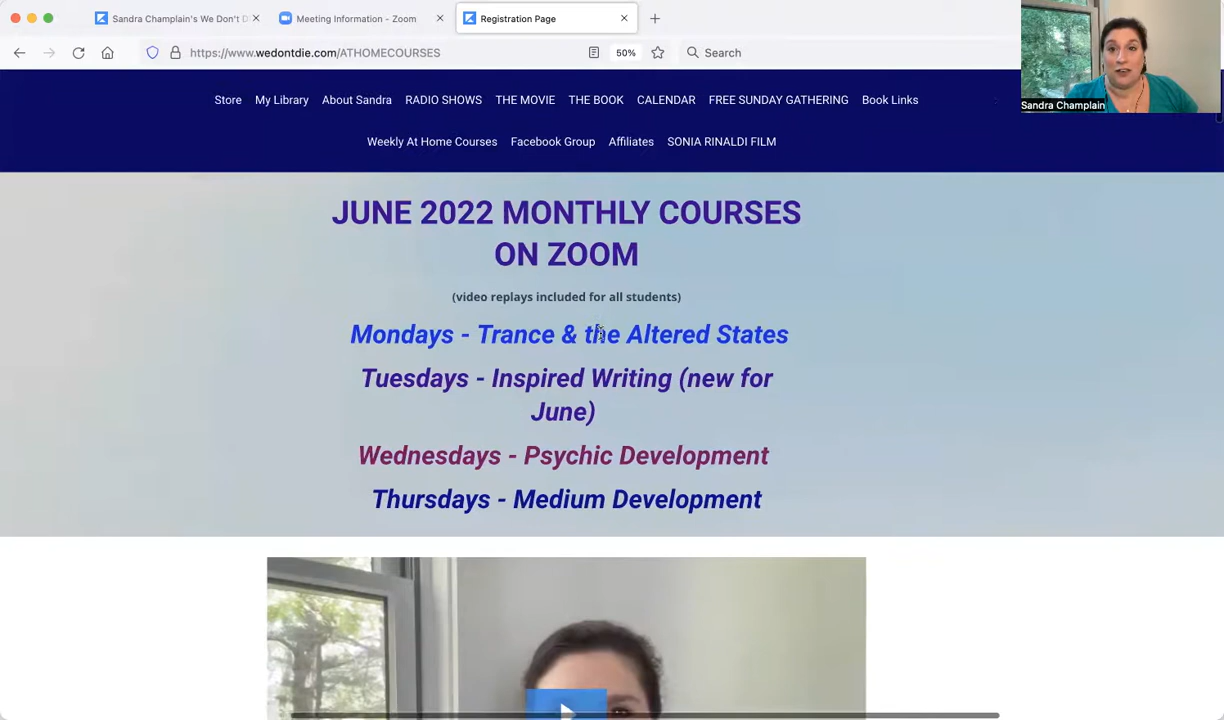 Sandra Champlain's We Don't D
Meeting Information - Zoom
Registration Page
https://www.wedontdie.com/ATHOMECOURSES
50%
Search
Sandra Champlain
Store My Library About Sandra RADIO SHOWS THE MOVIE THE BOOK CALENDAR FREE SUNDAY GATHERING Book Links
Weekly At Home Courses Facebook Group Affiliates SONIA RINALDI FILM
JUNE 2022 MONTHLY COURSES
ON ZOOM
(video replays included for all students)
Mondays - Trance & the Altered States
Tuesdays - Inspired Writing (new for
June)
Wednesdays - Psychic Development
Thursdays - Medium Development